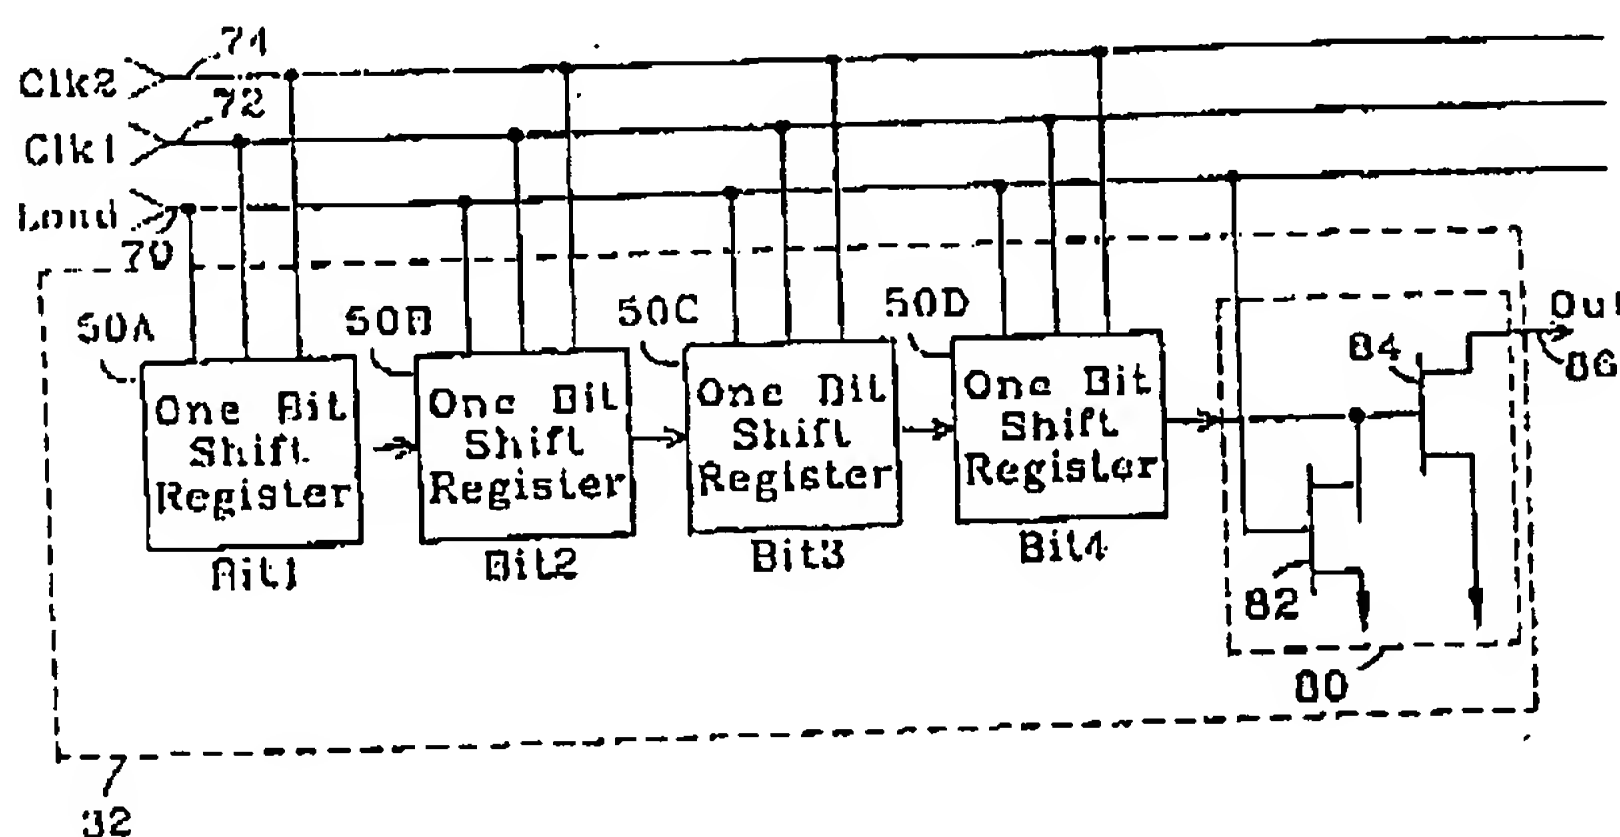 74
Clk2
72
Clk1
Load
70
50A
50B
50C
50D
Out
84
86
One Bit
Shift
Register
Bit1
One Bit
Shift
Register
Bit2
One Bit
Shift
Register
Bit3
One Bit
Shift
Register
Bit4
82
80
32